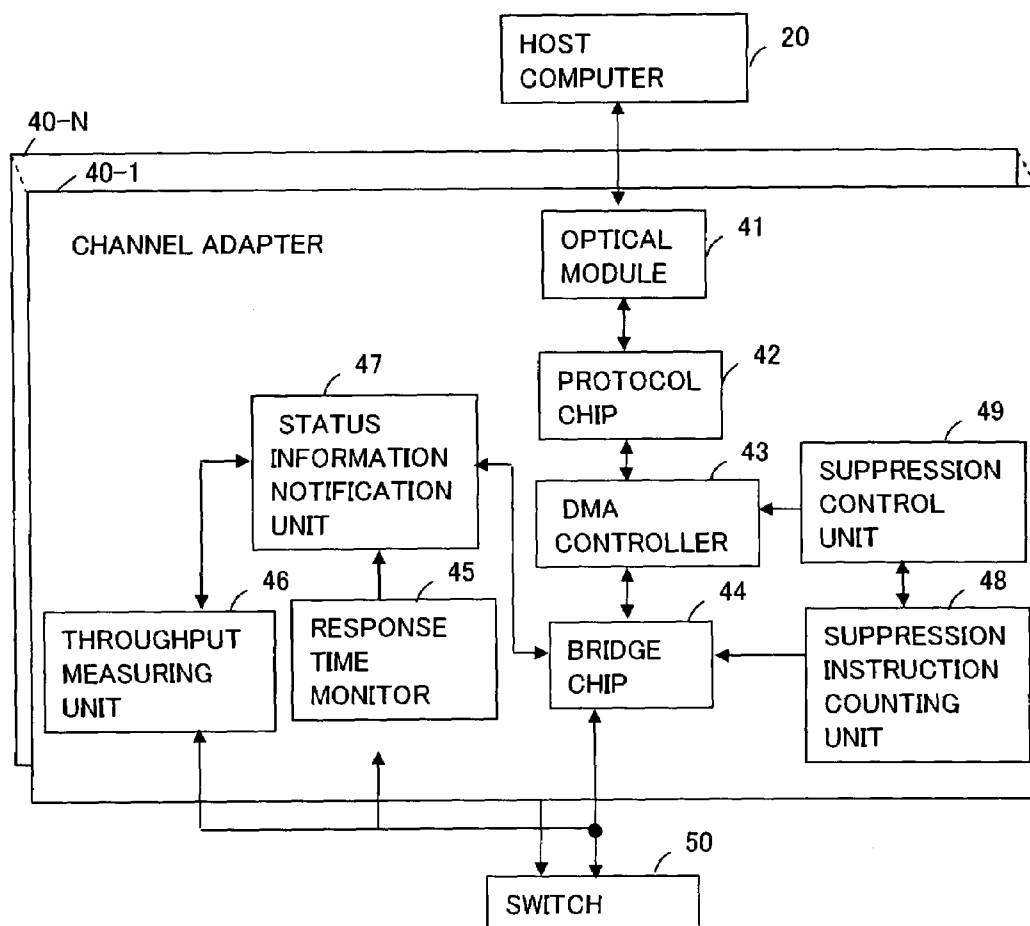 HOST
COMPUTER
20
40-N
40-1
CHANNEL ADAPTER
OPTICAL
MODULE
41
PROTOCOL
CHIP
42
47
STATUS
INFORMATION
NOTIFICATION
UNIT
43
DMA
CONTROLLER
49
SUPPRESSION
CONTROL
UNIT
46
THROUGHPUT
MEASURING
UNIT
45
RESPONSE
TIME
MONITOR
44
BRIDGE
CHIP
48
SUPPRESSION
INSTRUCTION
COUNTING
UNIT
50
SWITCH